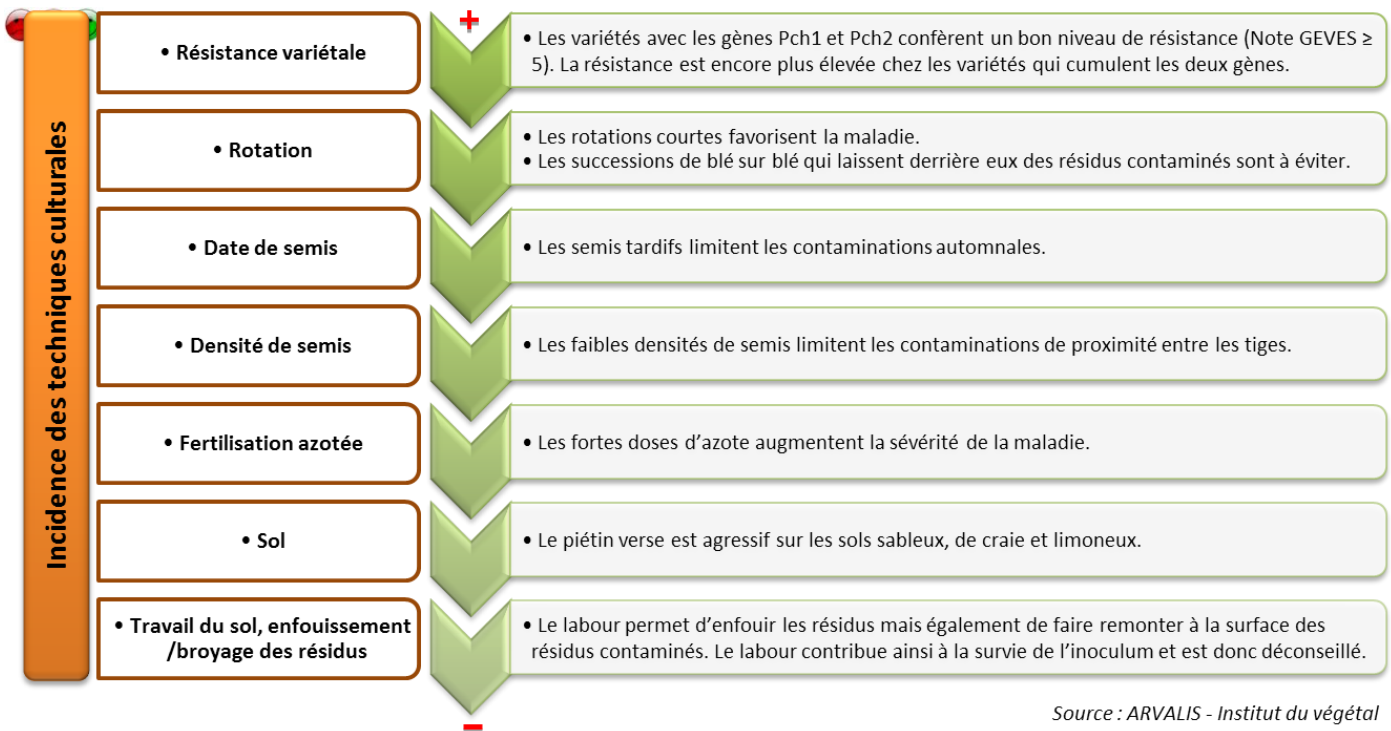 Incidence des techniques culturales
+
• Résistance variétale
• Les variétés avec les gènes Pch1 et Pch2 confèrent un bon niveau de résistance (Note GEVES ≥
5). La résistance est encore plus élevée chez les variétés qui cumulent les deux gènes.
• Rotation
• Les rotations courtes favorisent la maladie.
• Les successions de blé sur blé qui laissent derrière eux des résidus contaminés sont à éviter.
• Date de semis
• Les semis tardifs limitent les contaminations automnales.
• Densité de semis
• Les faibles densités de semis limitent les contaminations de proximité entre les tiges.
• Fertilisation azotée
• Les fortes doses d’azote augmentent la sévérité de la maladie.
• Sol
• Le piétin verse est agressif sur les sols sableux, de craie et limoneux.
• Travail du sol, enfouissement
/broyage des résidus
• Le labour permet d’enfouir les résidus mais également de faire remonter à la surface des
résidus contaminés. Le labour contribue ainsi à la survie de l’inoculum et est donc déconseillé.
–
Source : ARVALIS - Institut du végétal